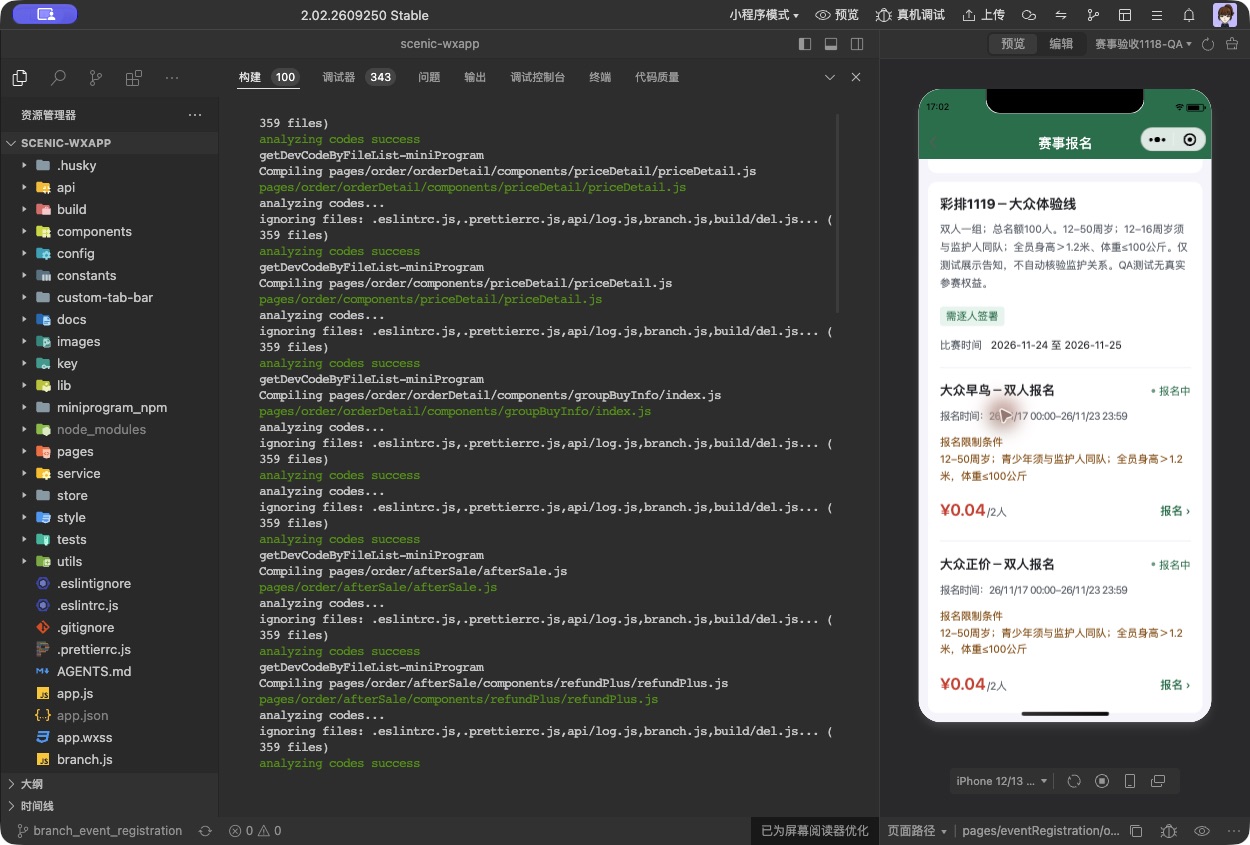 2.02.2609250 Stable
小程序模式
预览
真机调试
上传
scenic-wxapp
预览
编辑
赛事验收1118-QA
构建 100
调试器 343
问题
输出
调试控制台
终端
代码质量
资源管理器
SCENIC-WXAPP
.husky
api
build
components
config
constants
custom-tab-bar
docs
images
key
lib
miniprogram_npm
node_modules
pages
service
store
style
tests
utils
.eslintignore
.eslintrc.js
.gitignore
.prettierrc.js
AGENTS.md
app.js
app.json
app.wxss
branch.js
大纲
时间线
359 files)
analyzing codes success
getDevCodeByFileList-miniProgram
Compiling pages/order/orderDetail/components/priceDetail/priceDetail.js
pages/order/orderDetail/components/priceDetail/priceDetail.js
analyzing codes...
ignoring files: .eslintrc.js,.prettierrc.js,api/log.js,branch.js,build/del.js... (
359 files)
analyzing codes success
getDevCodeByFileList-miniProgram
Compiling pages/order/components/priceDetail/priceDetail.js
pages/order/components/priceDetail/priceDetail.js
analyzing codes...
ignoring files: .eslintrc.js,.prettierrc.js,api/log.js,branch.js,build/del.js... (
359 files)
analyzing codes success
getDevCodeByFileList-miniProgram
Compiling pages/order/orderDetail/components/groupBuyInfo/index.js
pages/order/orderDetail/components/groupBuyInfo/index.js
analyzing codes...
ignoring files: .eslintrc.js,.prettierrc.js,api/log.js,branch.js,build/del.js... (
359 files)
analyzing codes success
analyzing codes...
ignoring files: .eslintrc.js,.prettierrc.js,api/log.js,branch.js,build/del.js... (
359 files)
analyzing codes success
getDevCodeByFileList-miniProgram
Compiling pages/order/afterSale/afterSale.js
pages/order/afterSale/afterSale.js
analyzing codes...
ignoring files: .eslintrc.js,.prettierrc.js,api/log.js,branch.js,build/del.js... (
359 files)
analyzing codes success
getDevCodeByFileList-miniProgram
Compiling pages/order/afterSale/components/refundPlus/refundPlus.js
pages/order/afterSale/components/refundPlus/refundPlus.js
analyzing codes...
ignoring files: .eslintrc.js,.prettierrc.js,api/log.js,branch.js,build/del.js... (
359 files)
analyzing codes success
17:02
赛事报名
彩排1119－大众体验线
双人一组；总名额100人。12–50周岁；12–16周岁须
与监护人同队；全员身高＞1.2米、体重≤100公斤。仅
测试展示告知，不自动核验监护关系。QA测试无真实
参赛权益。
需逐人签署
比赛时间 2026-11-24 至 2026-11-25
大众早鸟－双人报名 • 报名中
报名时间： /17 00:00–26/11/23 23:59
报名限制条件
12–50周岁；青少年须与监护人同队；全员身高＞1.2
米，体重≤100公斤
¥0.04/2人 报名 ›
大众正价－双人报名 • 报名中
报名时间：26/11/17 00:00–26/11/23 23:59
报名限制条件
12–50周岁；青少年须与监护人同队；全员身高＞1.2
米，体重≤100公斤
¥0.04/2人 报名 ›
iPhone 12/13 ...
branch_event_registration
0
0
已为屏幕阅读器优化
页面路径
pages/eventRegistration/o...